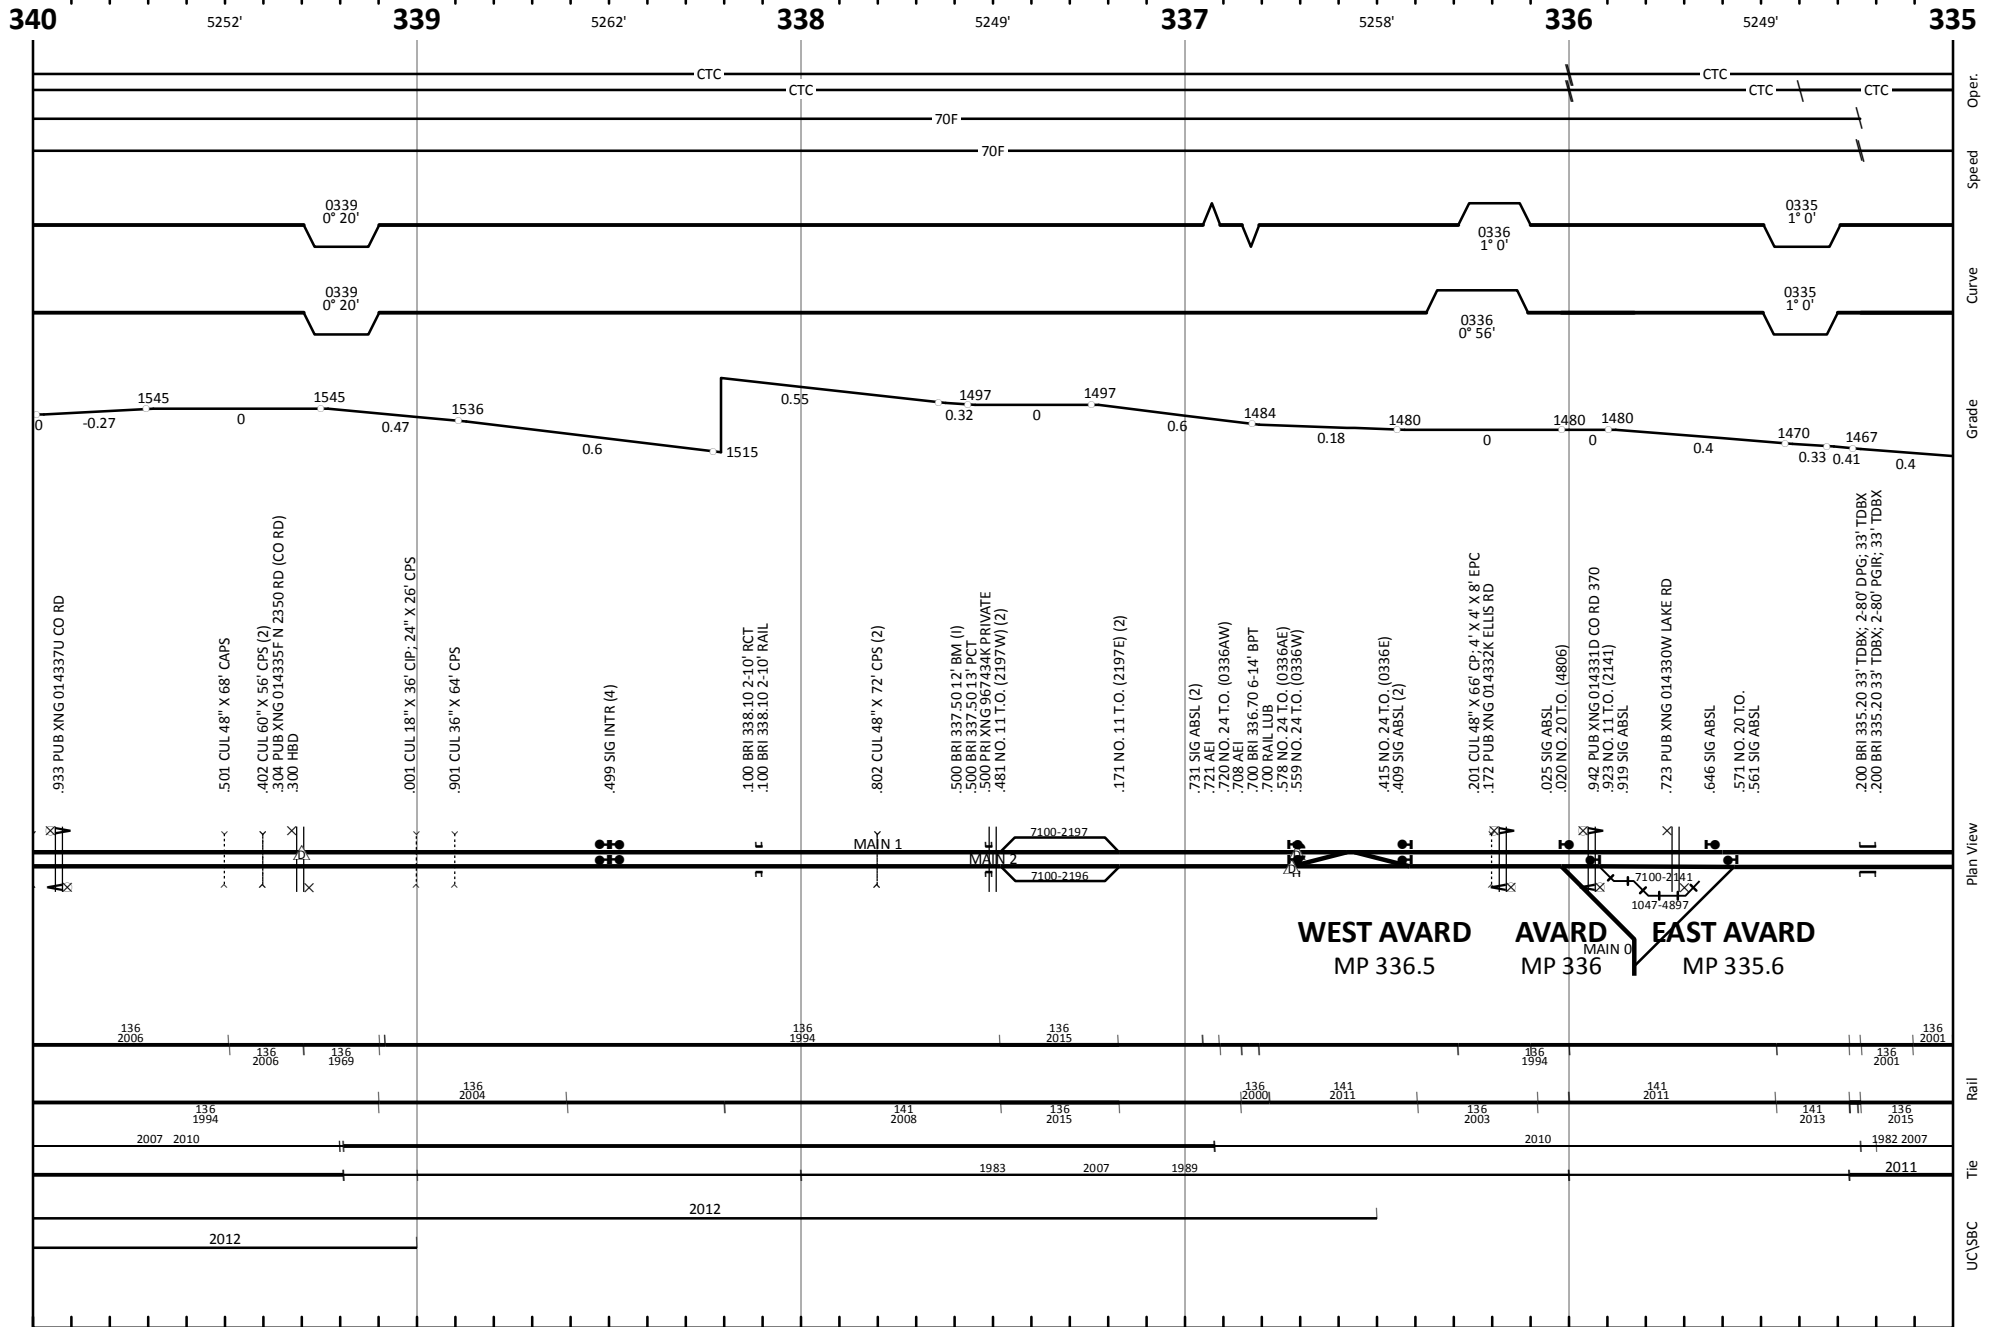 340 5252' 339 5262' 338 5249' 337 5258' 336 5249' 335
CTC CTC
CTC CTC CTC
Oper.
70F
70F
Speed
0339
0° 20'
0336
1° 0'
0335
1° 0'
0339
0° 20'
0336
0° 56'
0335
1° 0'
Curve
1545 1545 1536 1515 1497 1497 1484 1480 1480 1480 1470 1467
0 -0.27 0 0.47 0.6 0.55 0.32 0 0.6 0.18 0 0 0.4 0.33 0.41 0.4
Grade
.933 PUB XNG 014337U CO RD
.501 CUL 48" X 68' CAPS
.402 CUL 60" X 56' CPS (2)
.304 PUB XNG 014335F N 2350 RD (CO RD)
.300 HBD
.001 CUL 18" X 36' CIP; 24" X 26' CPS
.901 CUL 36" X 64' CPS
.499 SIG INTR (4)
.100 BRI 338.10 2-10' RCT
.100 BRI 338.10 2-10' RAIL
.802 CUL 48" X 72' CPS (2)
.500 BRI 337.50 12' BM (I)
.500 BRI 337.50 13' PCT
.500 PRI XNG 967434K PRIVATE
.481 NO. 11 T.O. (2197W) (2)
.171 NO. 11 T.O. (2197E) (2)
.731 SIG ABSL (2)
.721 AEI
.720 NO. 24 T.O. (0336AW)
.708 AEI
.700 BRI 336.70 6-14' BPT
.700 RAIL LUB
.578 NO. 24 T.O. (0336AE)
.559 NO. 24 T.O. (0336W)
.415 NO. 24 T.O. (0336E)
.409 SIG ABSL (2)
.201 CUL 48" X 66' CP; 4' X 4' X 8' EPC
.172 PUB XNG 014332K ELLIS RD
.025 SIG ABSL
.020 NO. 20 T.O. (4806)
.942 PUB XNG 014331D CO RD 370
.923 NO. 11 T.O. (2141)
.919 SIG ABSL
.723 PUB XNG 014330W LAKE RD
.646 SIG ABSL
.571 NO. 20 T.O.
.561 SIG ABSL
.200 BRI 335.20 33' TDBX; 2-80' DPG; 33' TDBX
.200 BRI 335.20 33' TDBX; 2-80' PGIR; 33' TDBX
7100-2197
MAIN 1
MAIN 2
7100-2196
7100-2141
1047-4897
Plan View
WEST AVARD AVARD EAST AVARD
MAIN 0
MP 336.5 MP 336 MP 335.6
136
2006
136
2006
136
1969
136
1994
136
2015
136
1994
136
2001
136
2001
136
1994
136
2004
141
2008
136
2015
136
2000
141
2011
136
2003
141
2011
141
2013
136
2015
Rail
2007 2010 2010 1982 2007
1983 2007 1989 2011
Tie
2012
2012
UC\SBC